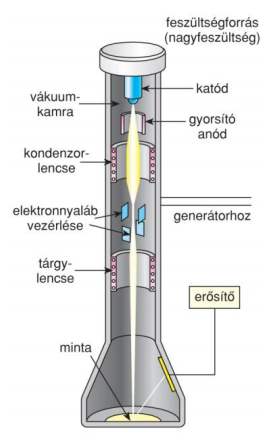 feszültségforrás
(nagyfeszültség)
katód
vákuum-
kamra
gyorsító
anód
kondenzor-
lencse
elektronnyaláb
vezérlése
generátorhoz
tárgy-
lencse
erősítő
minta